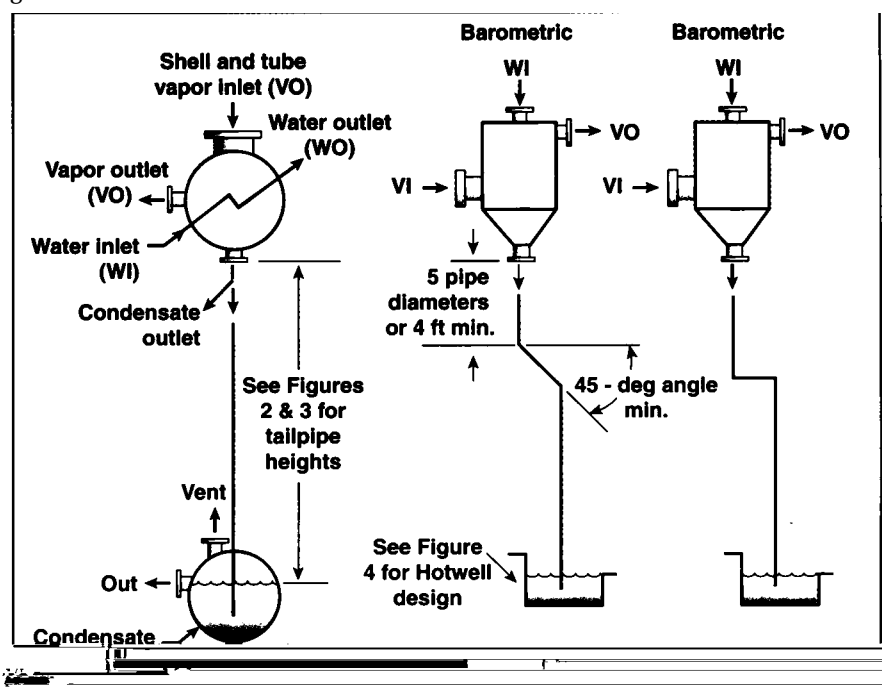 Shell and tube
vapor inlet (VO)
Water outlet
(WO)
Vapor outlet
(VO)
Water inlet
(WI)
Condensate
outlet
See Figures
2 & 3 for
tailpipe
heights
Vent
Out
Condensate
Barometric
WI
VO
VI
5 pipe
diameters
or 4 ft min.
45 - deg angle
min.
See Figure
4 for Hotwell
design
Barometric
WI
VO
VI